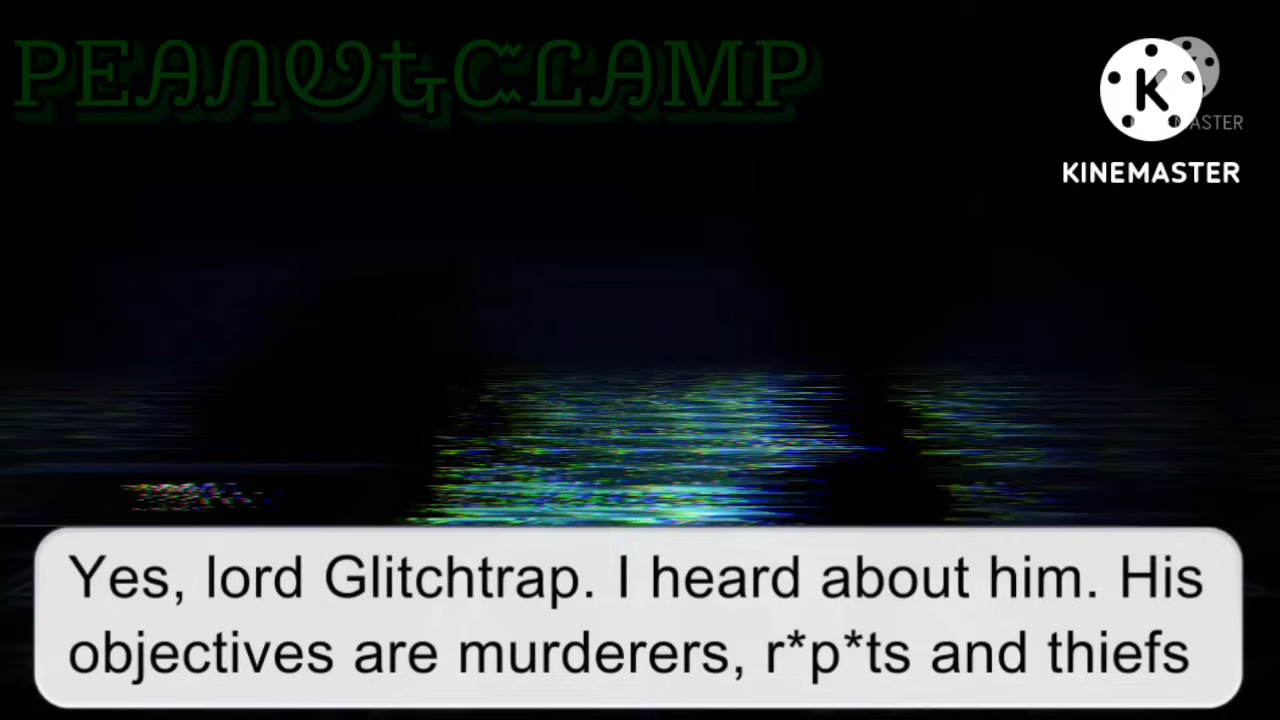 PEANUTCLAMP
K
KINEMASTER
Yes, lord Glitchtrap. I heard about him. His
objectives are murderers, r*p*ts and thiefs